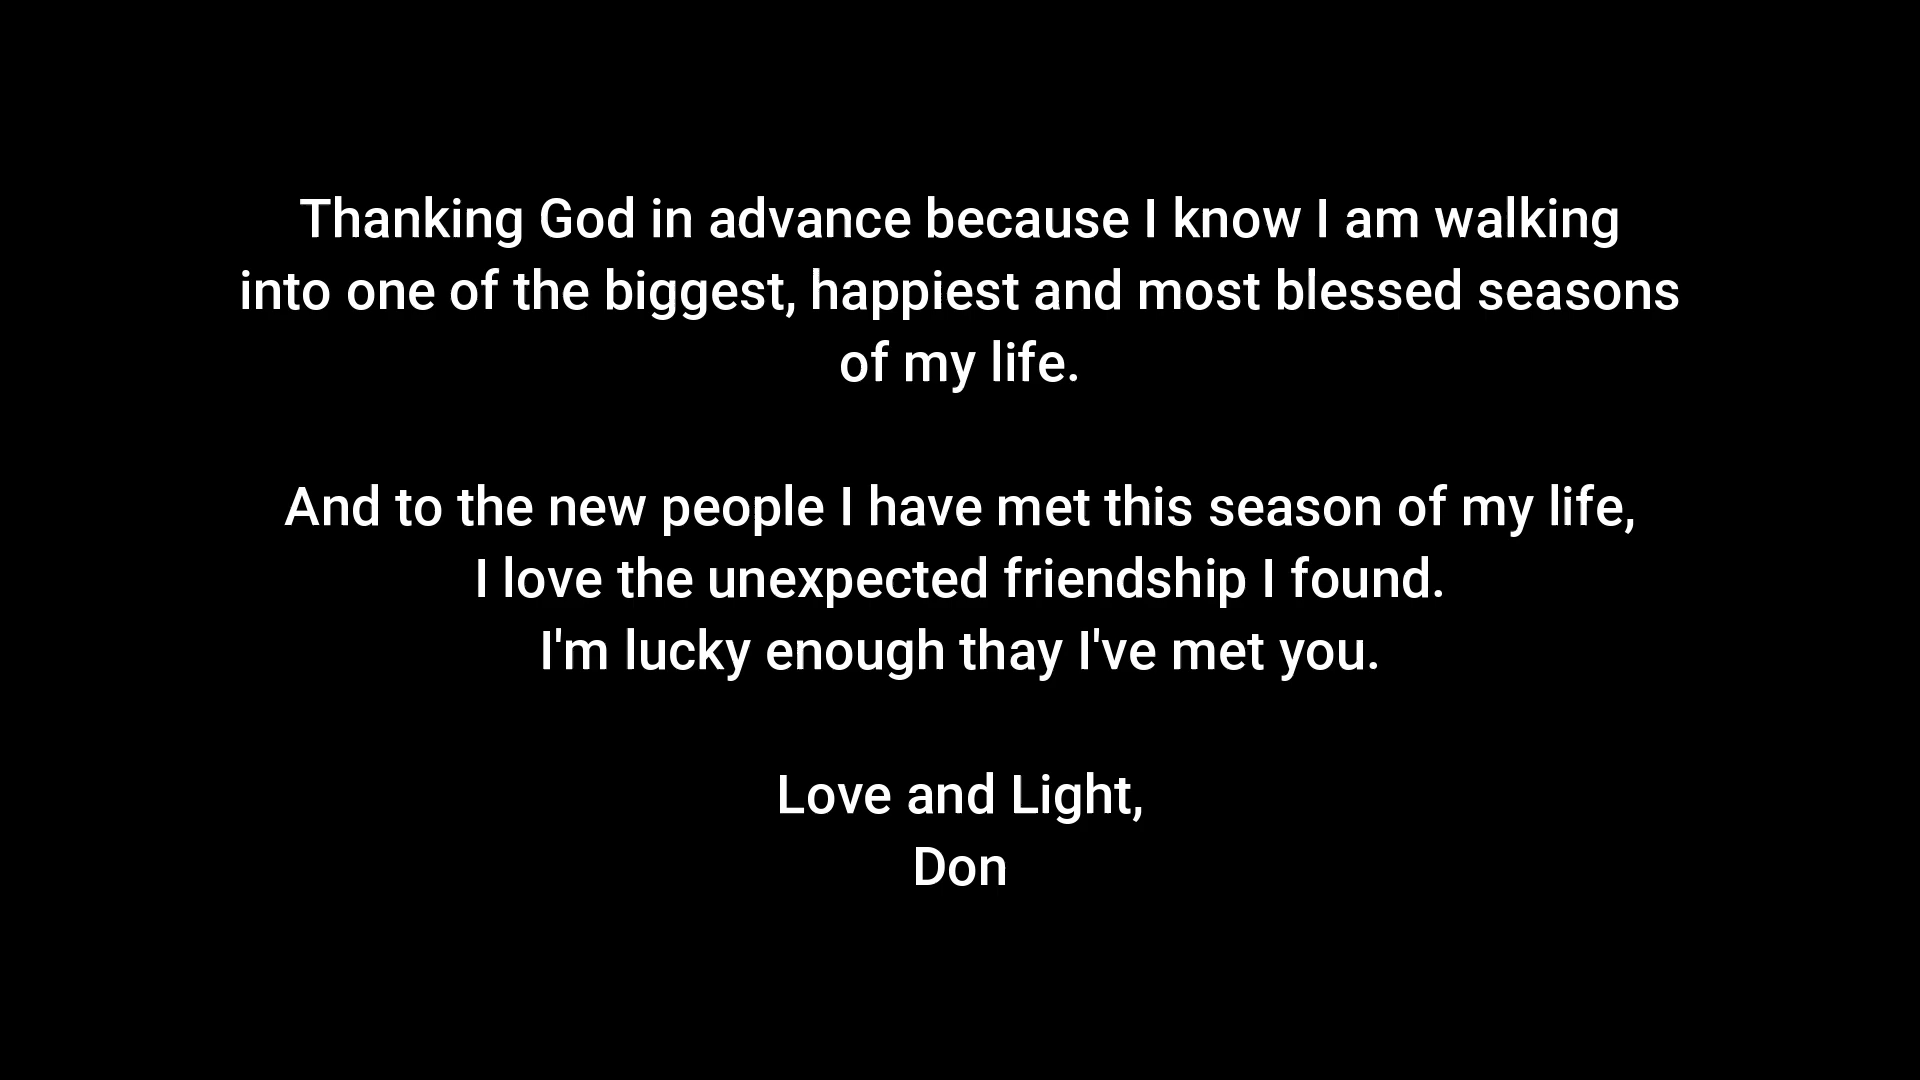 Thanking God in advance because I know I am walking
into one of the biggest, happiest and most blessed seasons
of my life.
And to the new people I have met this season of my life,
I love the unexpected friendship I found.
I'm lucky enough thay I've met you.
Love and Light,
Don